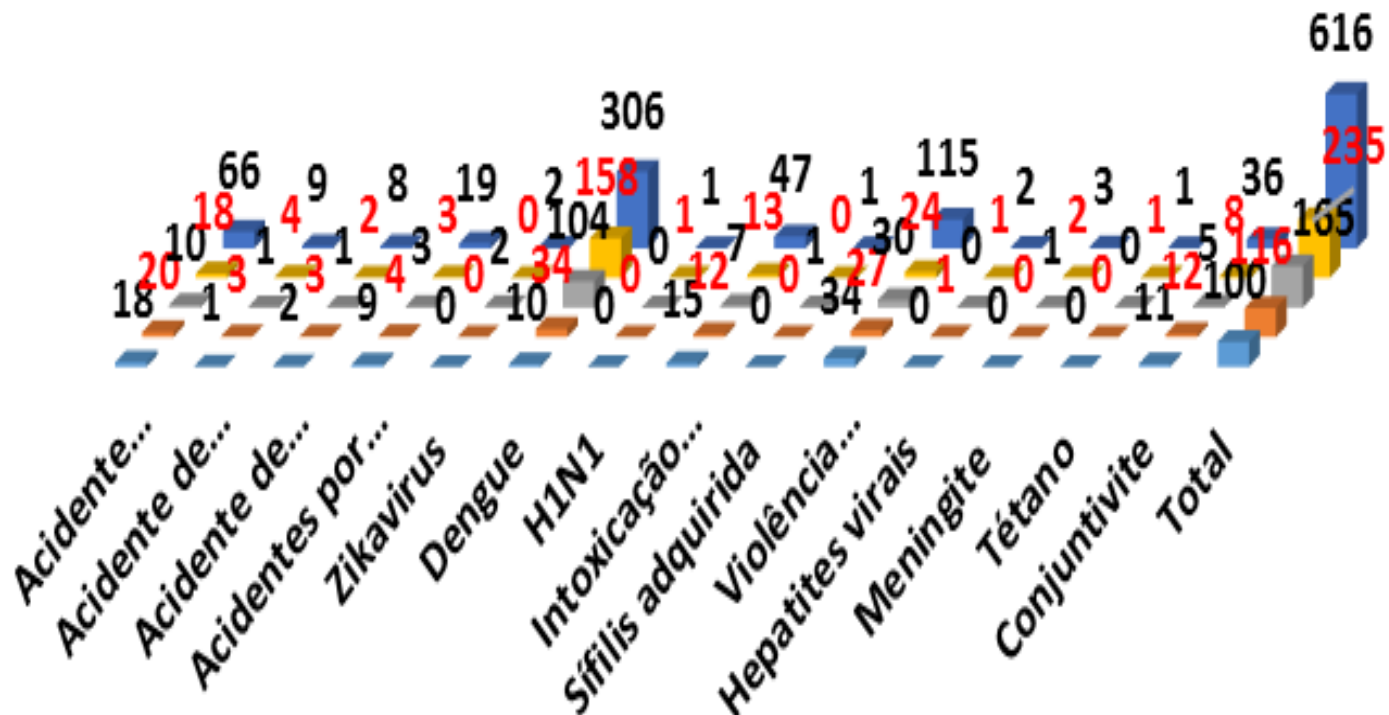 66 9 8 19 2 306 1 47 1 115 2 3 1 36 616
18 4 2 3 0 158 1 13 0 24 1 2 1 8 235
10 1 1 3 2 104 0 7 1 30 0 1 0 5 165
20 3 3 4 0 34 0 12 0 27 1 0 0 12 116
18 1 2 9 0 10 0 15 0 34 0 0 0 11 100
Acidente...
Acidente de...
Acidente de...
Acidentes por...
Zikavirus
Dengue
H1N1
Intoxicação...
Sífilis adquirida
Violência...
Hepatites virais
Meningite
Tétano
Conjuntivite
Total